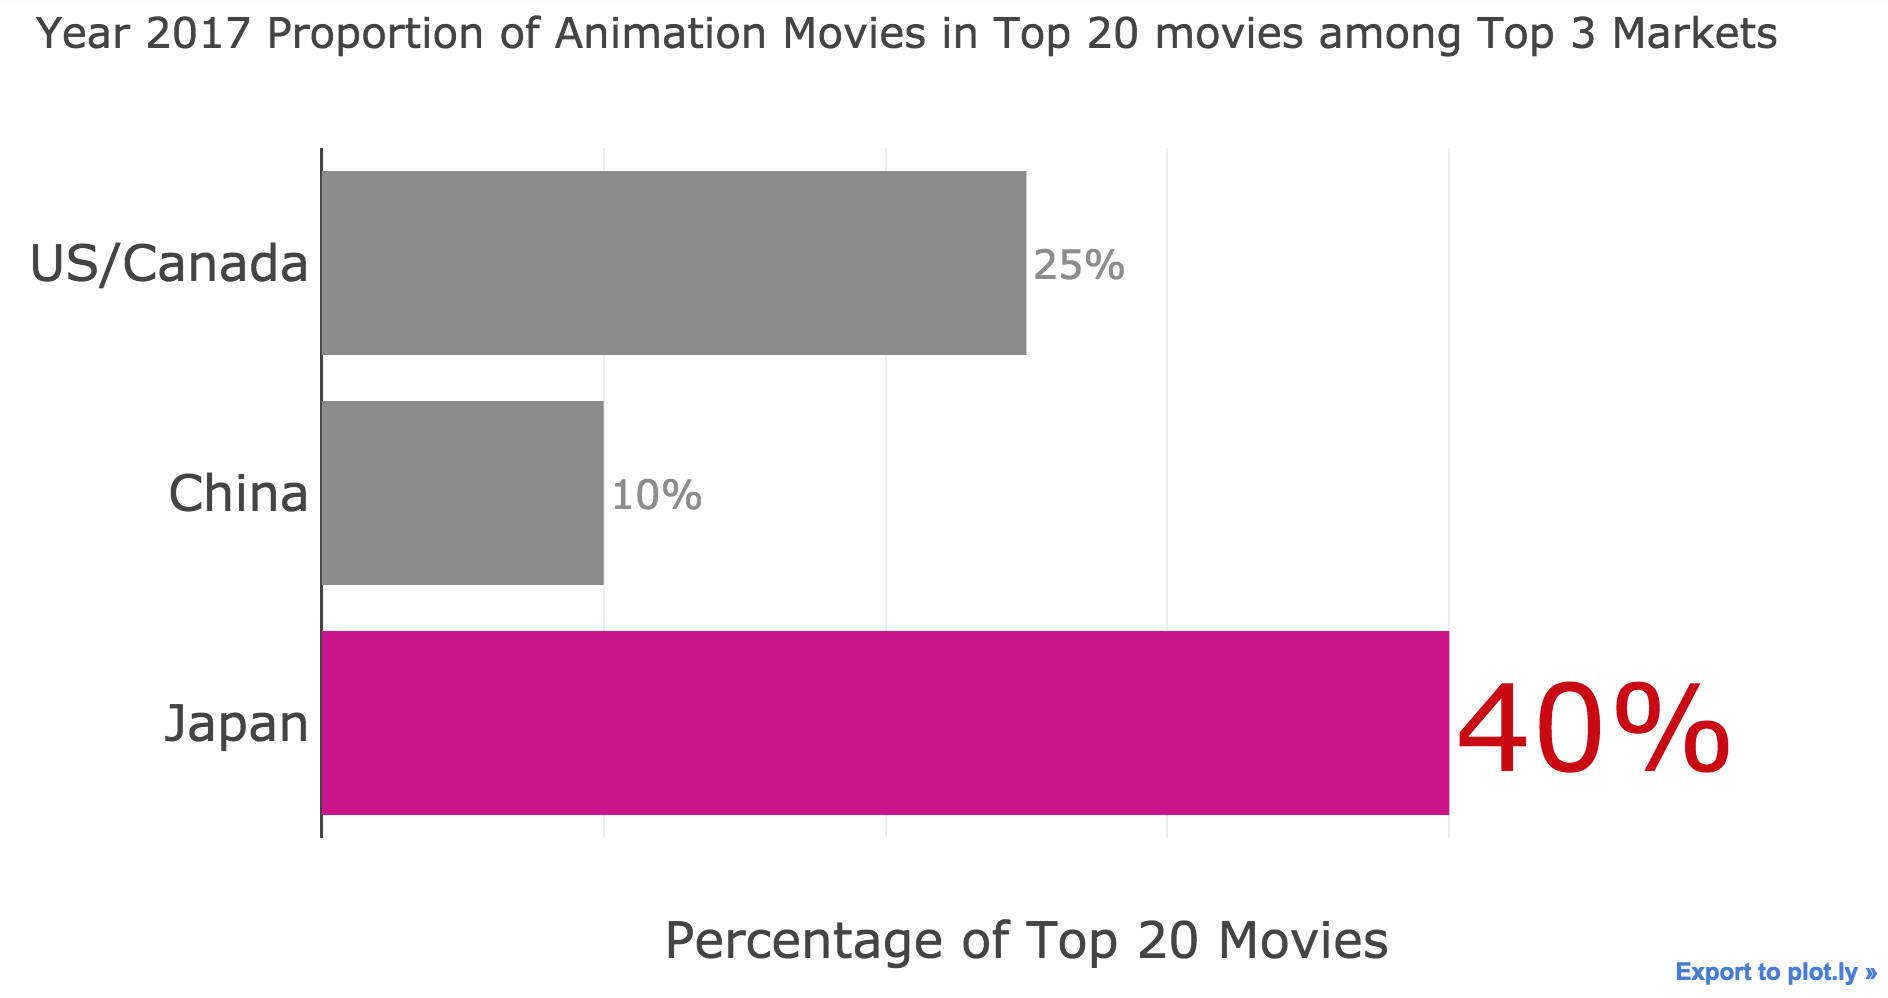 Year 2017 Proportion of Animation Movies in Top 20 movies among Top 3 Markets
US/Canada
25%
China
10%
Japan
40%
Percentage of Top 20 Movies
Export to plot.ly »